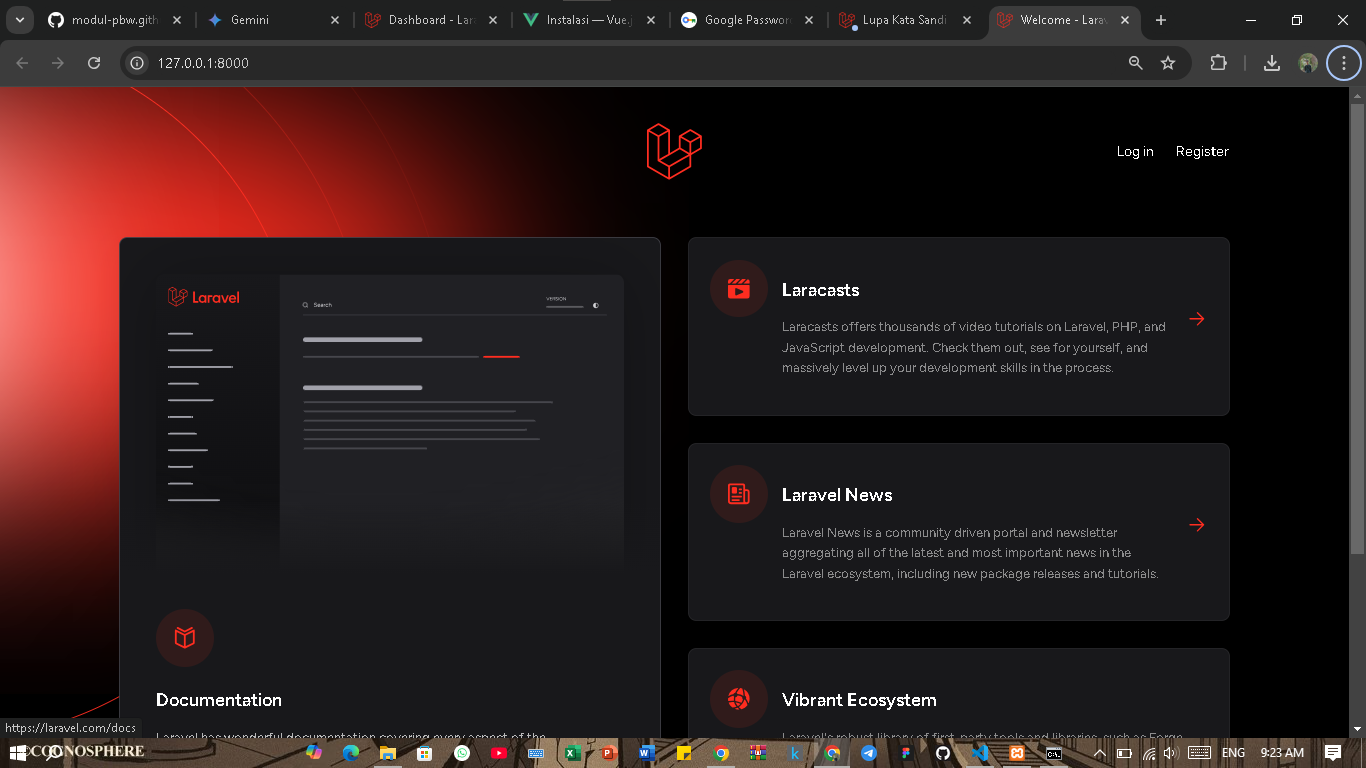 modul-pbw.gith
Gemini
Dashboard - Lar
Instalasi — Vue.j
Google Password
Lupa Kata Sandi
Welcome - Larav
127.0.0.1:8000
Log in
Register
Laravel
Search
VERSION
Documentation
Laravel has wonderful documentation covering every aspect of the
Laracasts
Laracasts offers thousands of video tutorials on Laravel, PHP, and
JavaScript development. Check them out, see for yourself, and
massively level up your development skills in the process.
Laravel News
Laravel News is a community driven portal and newsletter
aggregating all of the latest and most important news in the
Laravel ecosystem, including new package releases and tutorials.
Vibrant Ecosystem
Laravel's robust library of first-party tools and libraries, such as Forge,
https://laravel.com/docs
ENG
9:23 AM